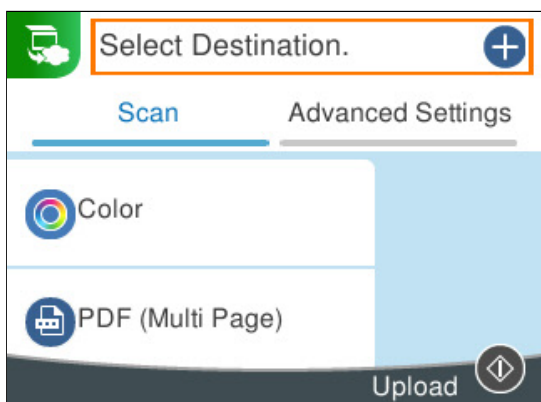 Select Destination.
Scan Advanced Settings
Color
PDF (Multi Page)
Upload